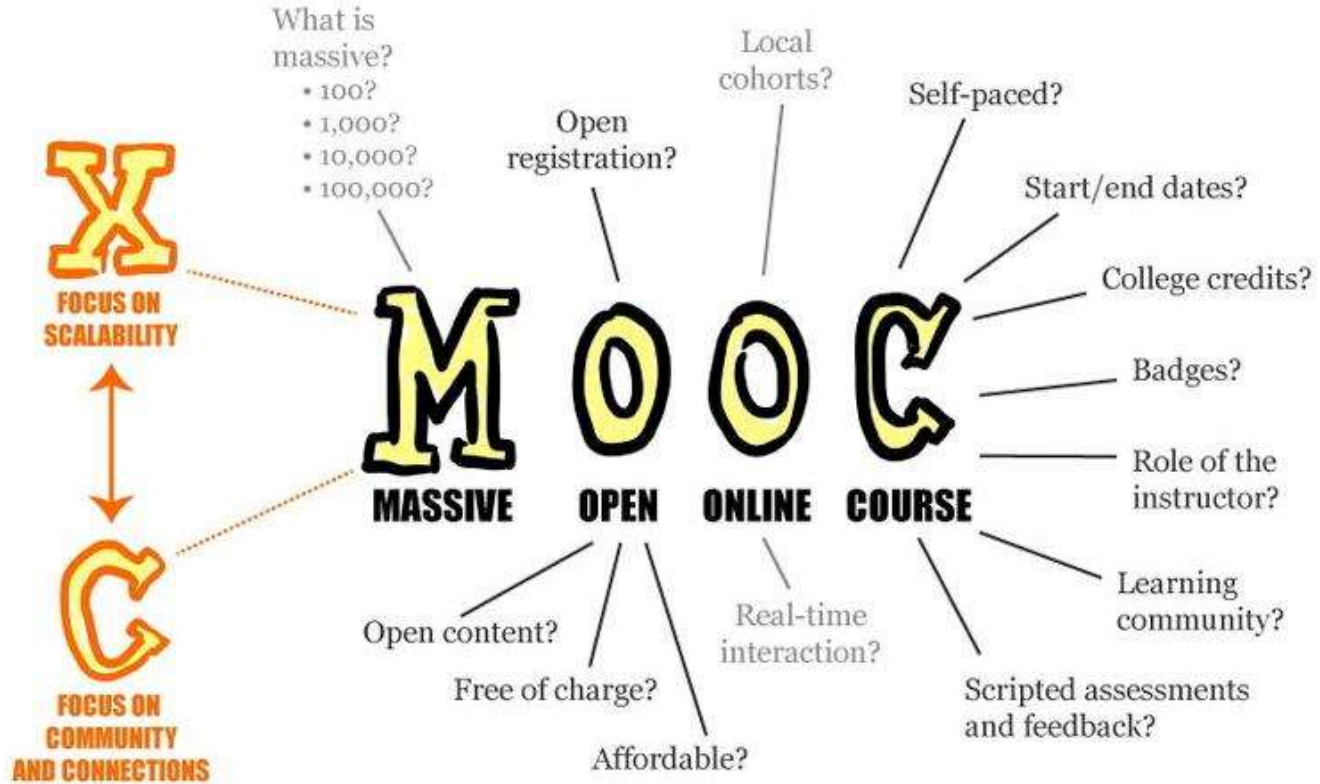 What is
massive?
• 100?
• 1,000?
• 10,000?
• 100,000?
Local
cohorts?
Self-paced?
Open
registration?
Start/end dates?
College credits?
X
FOCUS ON
SCALABILITY
MOOC
MASSIVE OPEN ONLINE COURSE
Badges?
Role of the
instructor?
C
FOCUS ON
COMMUNITY
AND CONNECTIONS
Open content?
Free of charge?
Affordable?
Real-time
interaction?
Learning
community?
Scripted assessments
and feedback?